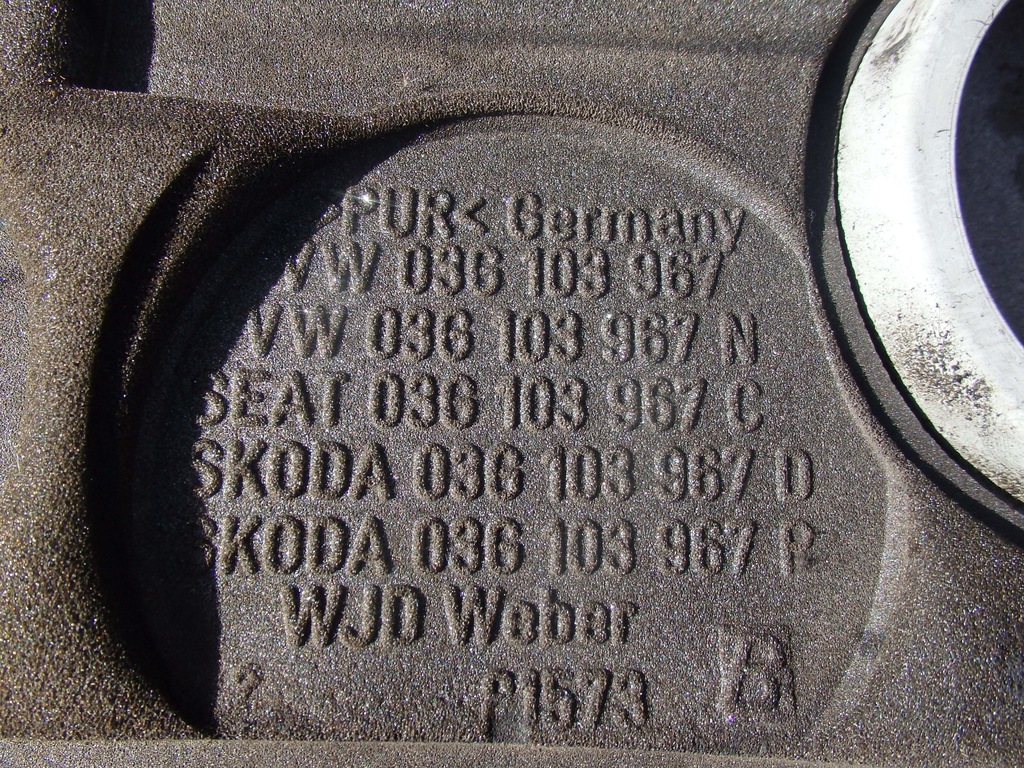 >PUR< Germany
VW 036 103 967
VW 036 103 967 N
SEAT 036 103 967 C
SKODA 036 103 967 D
SKODA 036 103 967 P
WJD Weber
P1573